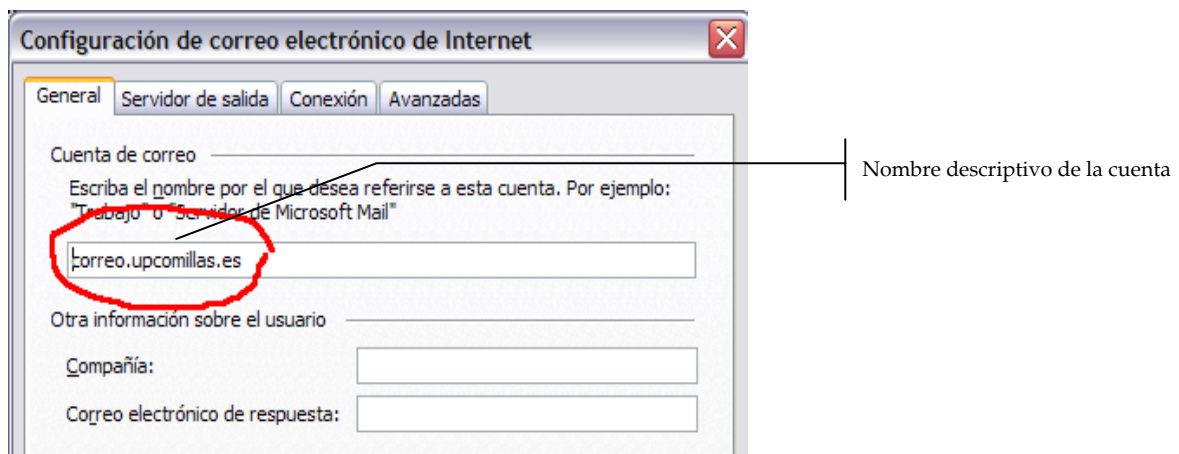 Configuración de correo electrónico de Internet
General Servidor de salida Conexión Avanzadas
Cuenta de correo
Escriba el nombre por el que desea referirse a esta cuenta. Por ejemplo:
"Trabajo" o "Servidor de Microsoft Mail"
Nombre descriptivo de la cuenta
correo.upcomillas.es
Otra información sobre el usuario
Compañía:
Correo electrónico de respuesta: